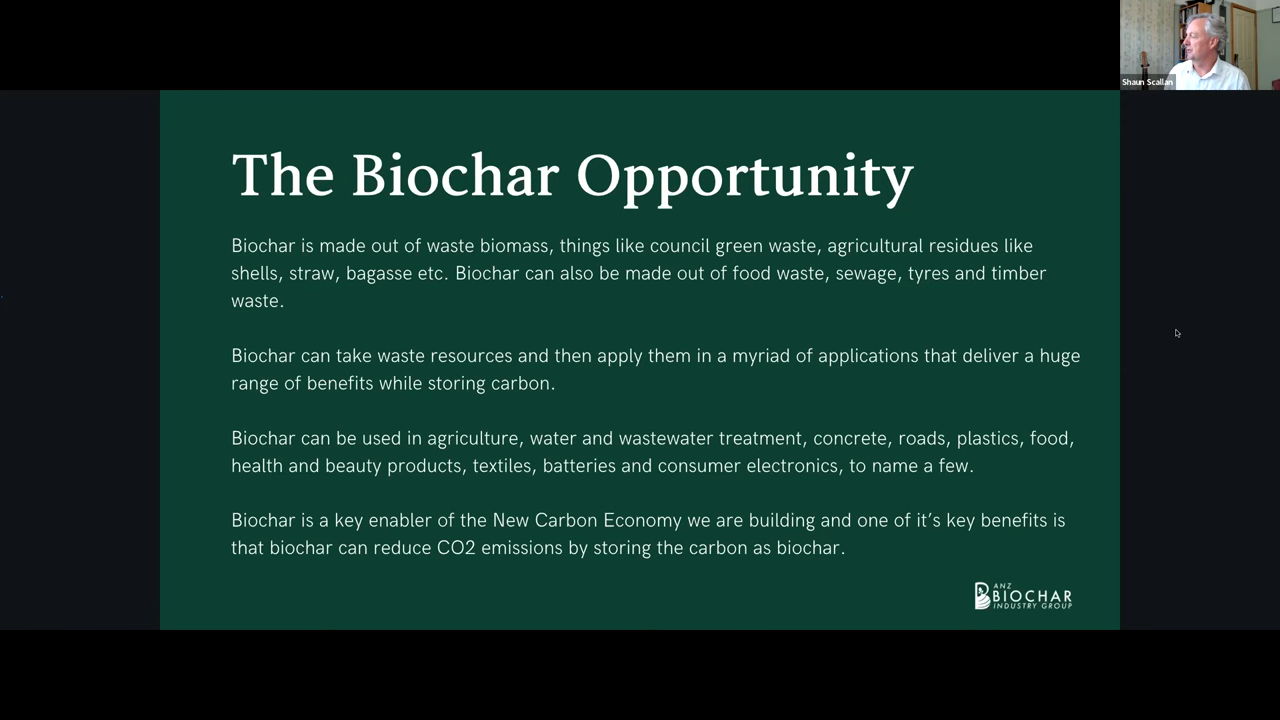 Shaun Scallan
The Biochar Opportunity
Biochar is made out of waste biomass, things like council green waste, agricultural residues like
shells, straw, bagasse etc. Biochar can also be made out of food waste, sewage, tyres and timber
waste.
Biochar can take waste resources and then apply them in a myriad of applications that deliver a huge
range of benefits while storing carbon.
Biochar can be used in agriculture, water and wastewater treatment, concrete, roads, plastics, food,
health and beauty products, textiles, batteries and consumer electronics, to name a few.
Biochar is a key enabler of the New Carbon Economy we are building and one of it’s key benefits is
that biochar can reduce CO2 emissions by storing the carbon as biochar.
ANZ
BIOCHAR
INDUSTRY GROUP